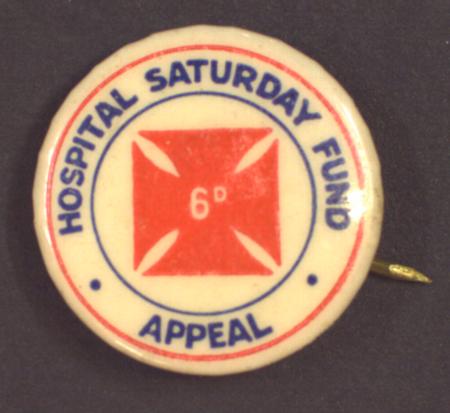 HOSPITAL SATURDAY FUND
6D
APPEAL